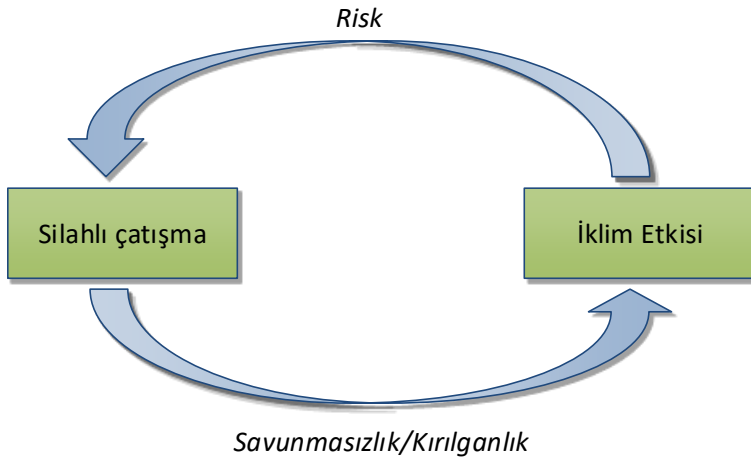 Risk
Silahlı çatışma
İklim Etkisi
Savunmasızlık/Kırılganlık